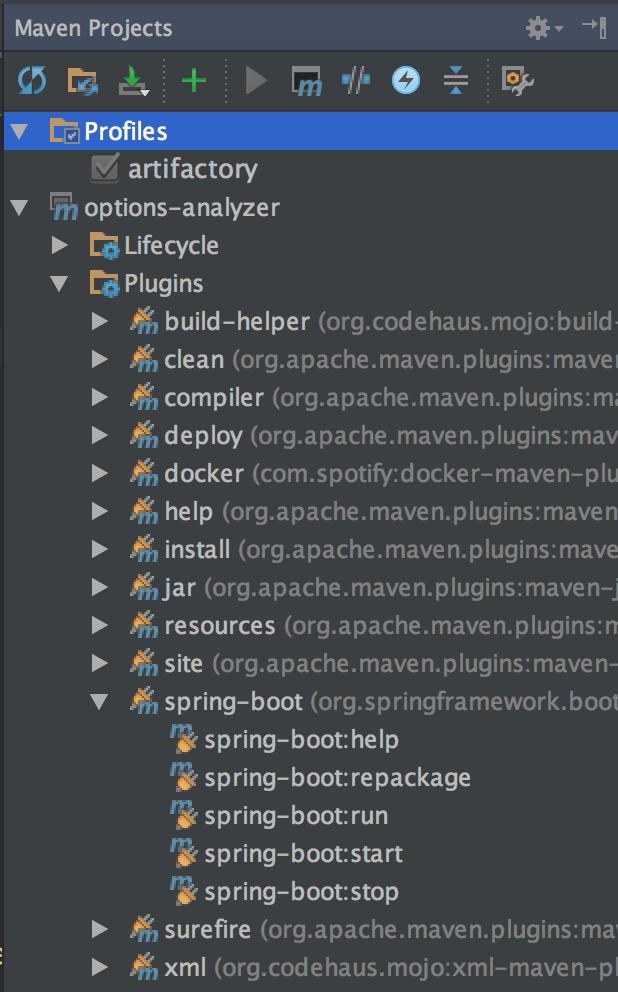 Maven Projects
Profiles
artifactory
options-analyzer
Lifecycle
Plugins
build-helper (org.codehaus.mojo:build-
clean (org.apache.maven.plugins:maven
compiler (org.apache.maven.plugins:ma
deploy (org.apache.maven.plugins:mav
docker (com.spotify:docker-maven-plu
help (org.apache.maven.plugins:maven
install (org.apache.maven.plugins:mave
jar (org.apache.maven.plugins:maven-j
resources (org.apache.maven.plugins:m
site (org.apache.maven.plugins:maven-
spring-boot (org.springframework.boot
spring-boot:help
spring-boot:repackage
spring-boot:run
spring-boot:start
spring-boot:stop
surefire (org.apache.maven.plugins:ma
xml (org.codehaus.mojo:xml-maven-pl